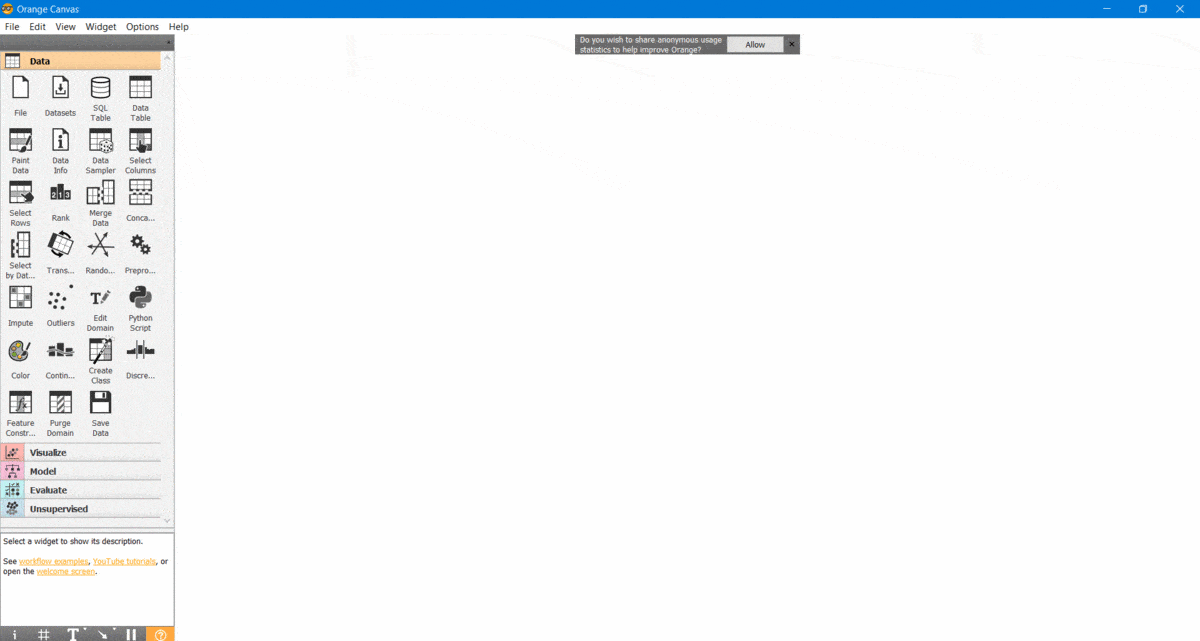 Orange Canvas
File Edit View Widget Options Help
Do you wish to share anonymous usage
statistics to help improve Orange?
Allow
Data
File Datasets SQL Table Data Table
Paint Data Data Info Data Sampler Select Columns
Select Rows Rank Merge Data Conca...
Select by Dat... Trans... Rando... Prepro...
Impute Outliers Edit Domain Python Script
Color Contin... Create Class Discre...
Feature Constr... Purge Domain Save Data
Visualize
Model
Evaluate
Unsupervised
Select a widget to show its description.
See workflow examples, YouTube tutorials, or
open the welcome screen.